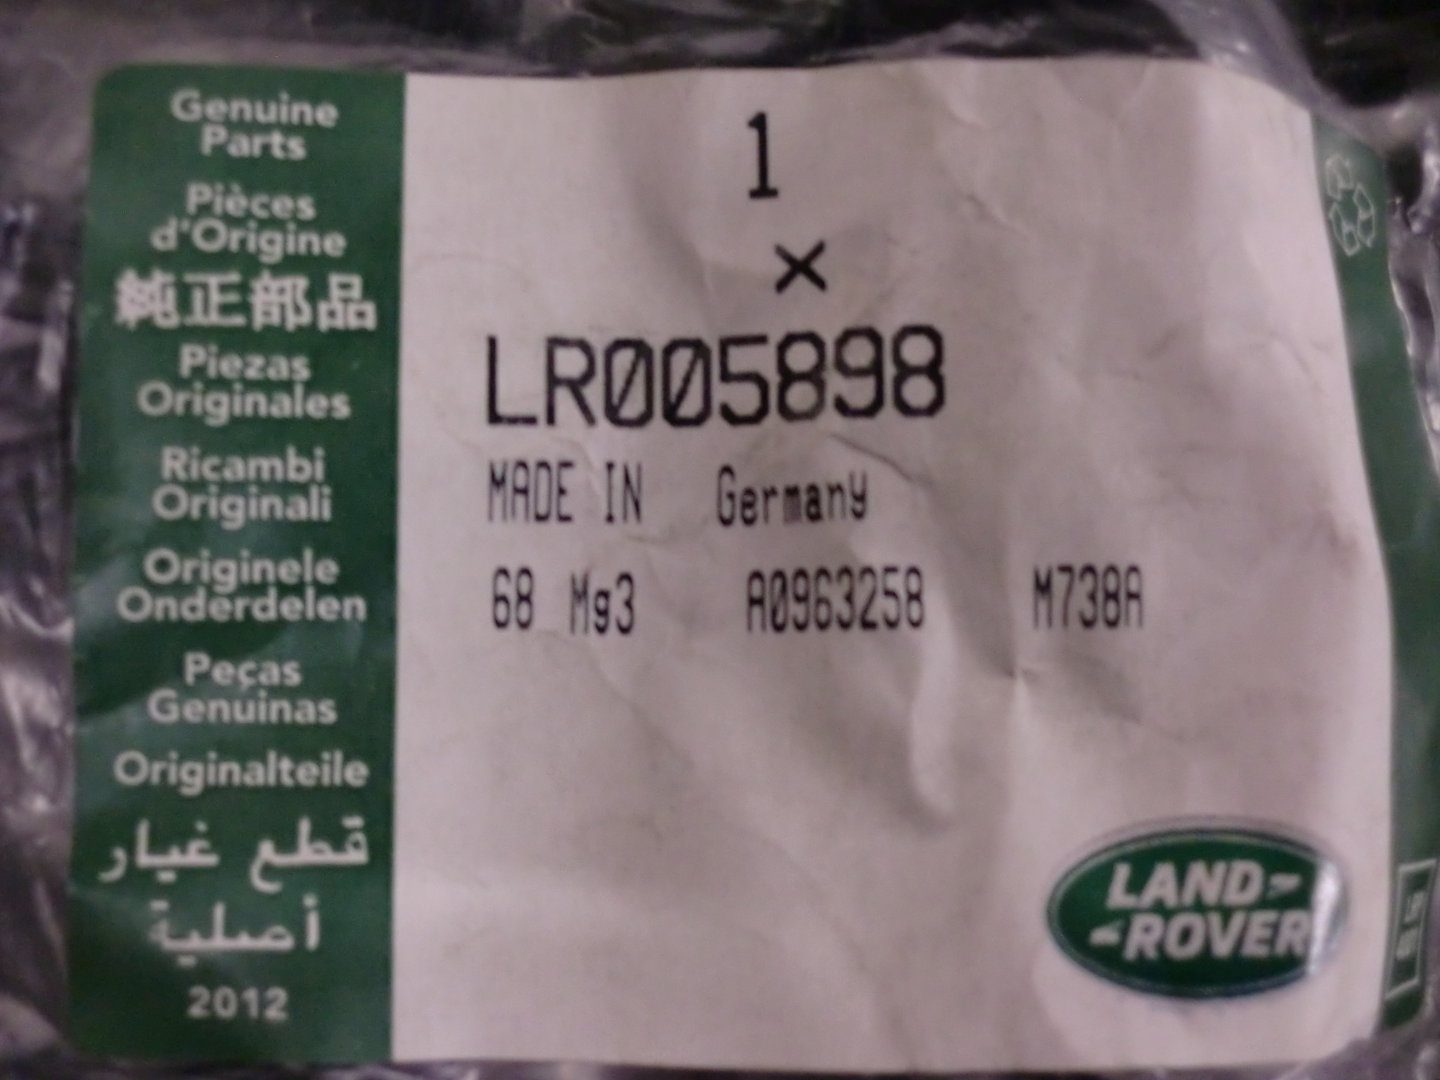 Genuine
Parts
Pièces
d'Origine
純正部品
Piezas
Originales
Ricambi
Originali
Originele
Onderdelen
Peças
Genuinas
Originalteile
قطع غيار
أصلية
2012
1
×
LR005898
MADE IN Germany
68 Mg3 A0963258 M738A
LAND
ROVER